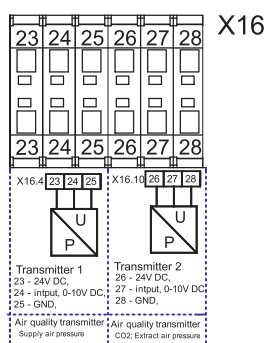 X16
23 24 25 26 27 28
23 24 25 26 27 28
X16.4 23 24 25
X16.10 26 27 28
U
P
U
P
Transmitter 1
23 - 24V DC,
24 - intput, 0-10V DC,
25 - GND,
Transmitter 2
26 - 24V DC,
27 - intput, 0-10V DC,
28 - GND,
Air quality transmitter
Supply air pressure
Air quality transmitter
CO2; Extract air pressure